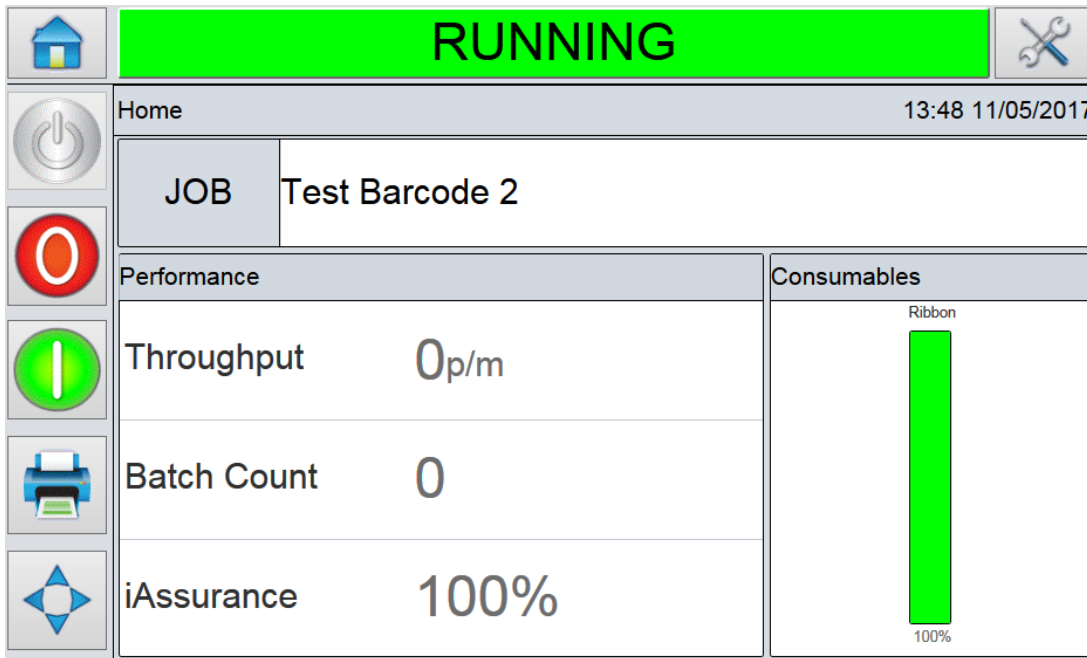 RUNNING
Home 13:48 11/05/2017
JOB Test Barcode 2
Performance
Consumables
Throughput 0p/m
Batch Count 0
iAssurance 100%
Ribbon
100%